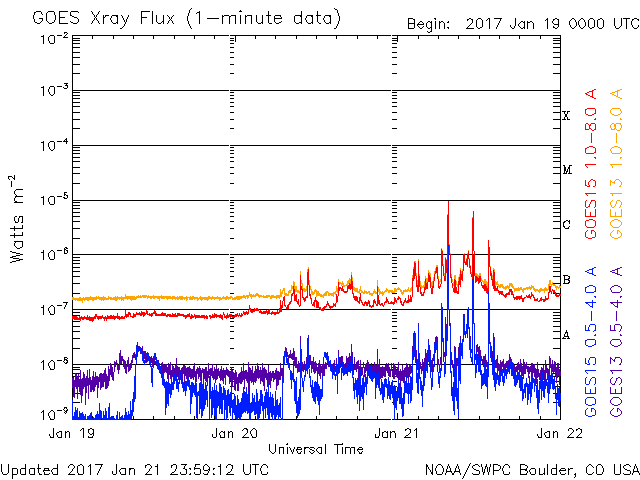 GOES Xray Flux (1-minute data)
Begin: 2017 Jan 19 0000 UTC
10⁻²
10⁻³
10⁻⁴
10⁻⁵
10⁻⁶
10⁻⁷
10⁻⁸
10⁻⁹
Watts m⁻²
X
M
C
B
A
GOES15 1.0-8.0 A
GOES13 1.0-8.0 A
GOES15 0.5-4.0 A
GOES13 0.5-4.0 A
Jan 19
Jan 20
Jan 21
Jan 22
Universal Time
Updated 2017 Jan 21 23:59:12 UTC
NOAA/SWPC Boulder, CO USA